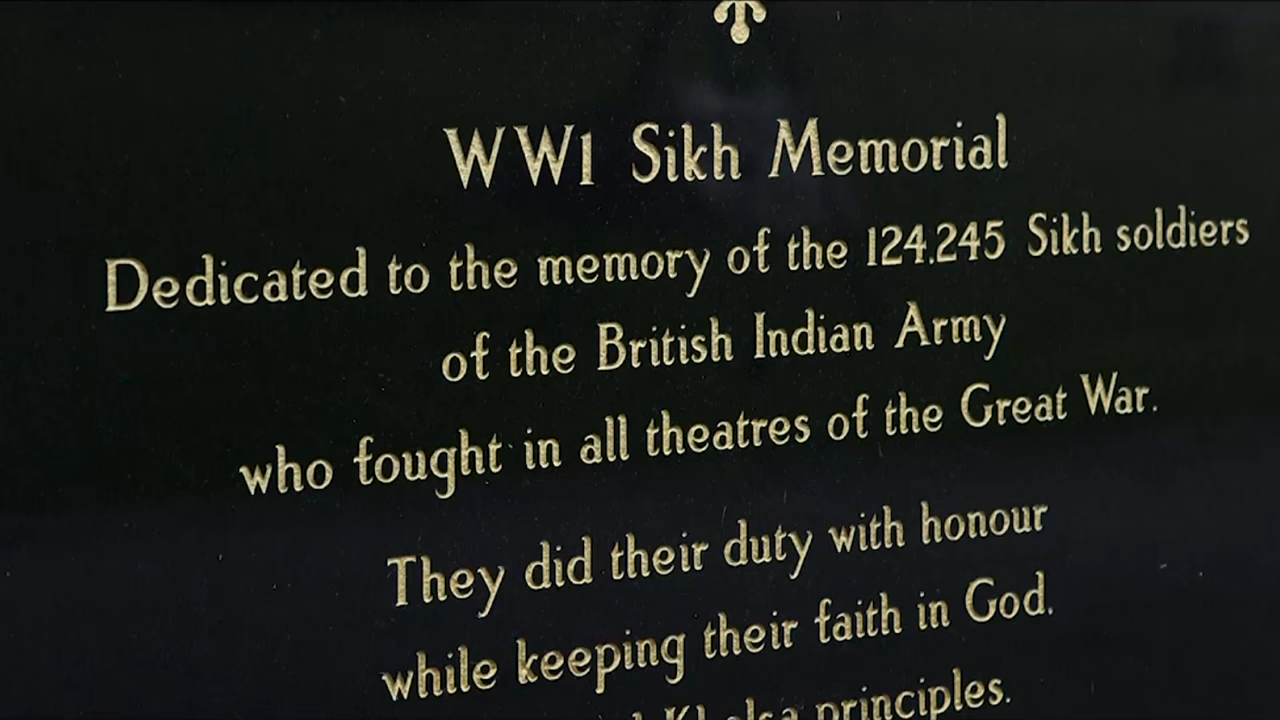 WW1 Sikh Memorial
Dedicated to the memory of the 124.245 Sikh soldiers
of the British Indian Army
who fought in all theatres of the Great War.
They did their duty with honour
while keeping their faith in God.
principles.